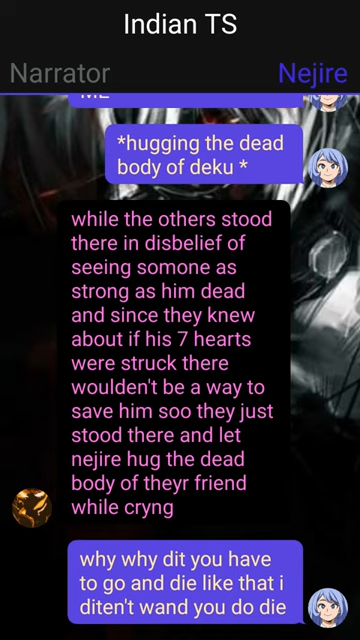 Indian TS
Narrator Nejire
ME
*hugging the dead
body of deku *
while the others stood
there in disbelief of
seeing somone as
strong as him dead
and since they knew
about if his 7 hearts
were struck there
woulden't be a way to
save him soo they just
stood there and let
nejire hug the dead
body of theyr friend
while cryng
why why dit you have
to go and die like that i
diten't wand you do die